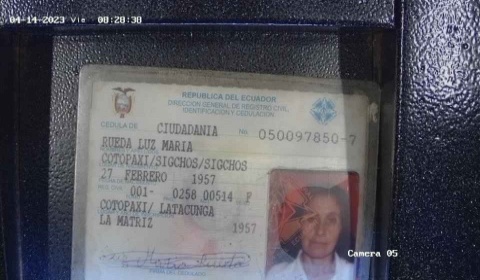 04-14-2023 Vie 08:28:38
REPUBLICA DEL ECUADOR
DIRECCION GENERAL DE REGISTRO CIVIL
IDENTIFICACION Y CEDULACION
CEDULA DE CIUDADANIA No 050097850-7
RUEDA LUZ MARIA
COTOPAXI/SIGCHOS/SIGCHOS
27 FEBRERO 1957
001- 0258 00514 F
COTOPAXI/ LATACUNGA
LA MATRIZ 1957
Camera 05